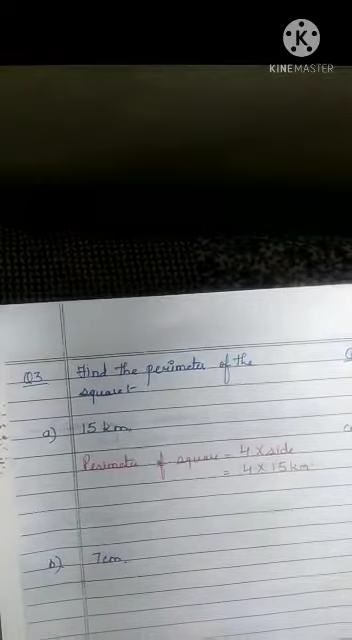 K
KINEMASTER
Q3 Find the perimeter of the
square:-
a) 15 km.
Perimeter of square = 4 × side
= 4 × 15 km.
b) 7cm.